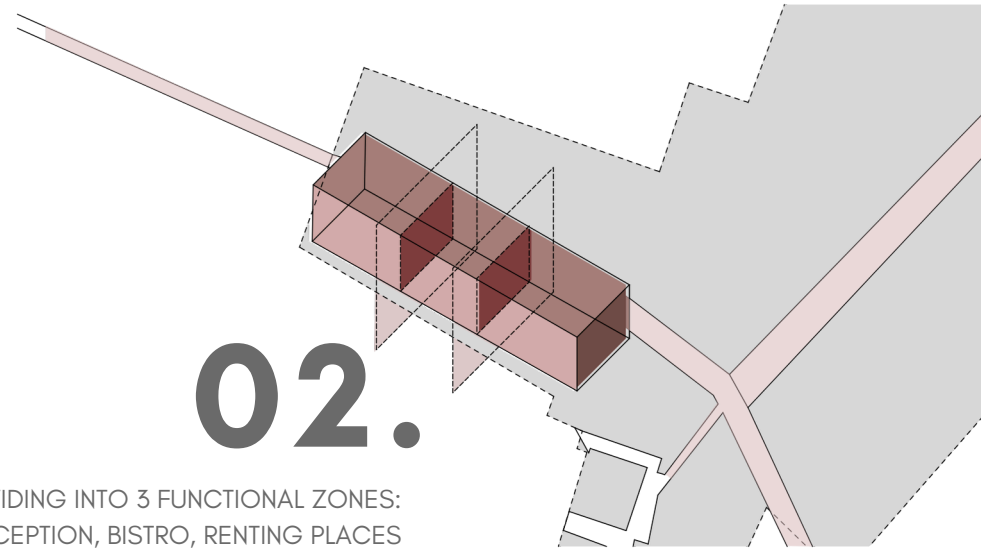 02.
IDING INTO 3 FUNCTIONAL ZONES:
CEPTION, BISTRO, RENTING PLACES